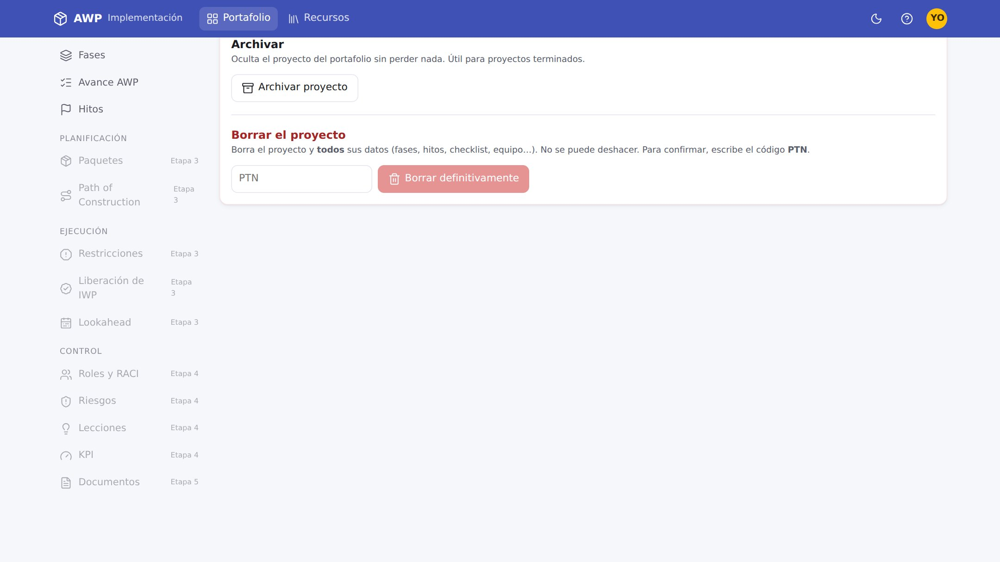 AWP Implementación Portafolio Recursos YO
Fases
Avance AWP
Hitos
PLANIFICACIÓN
Paquetes Etapa 3
Path of Construction Etapa 3
EJECUCIÓN
Restricciones Etapa 3
Liberación de IWP Etapa 3
Lookahead Etapa 3
CONTROL
Roles y RACI Etapa 4
Riesgos Etapa 4
Lecciones Etapa 4
KPI Etapa 4
Documentos Etapa 5
Archivar
Oculta el proyecto del portafolio sin perder nada. Útil para proyectos terminados.
Archivar proyecto
Borrar el proyecto
Borra el proyecto y todos sus datos (fases, hitos, checklist, equipo...). No se puede deshacer. Para confirmar, escribe el código PTN.
PTN Borrar definitivamente